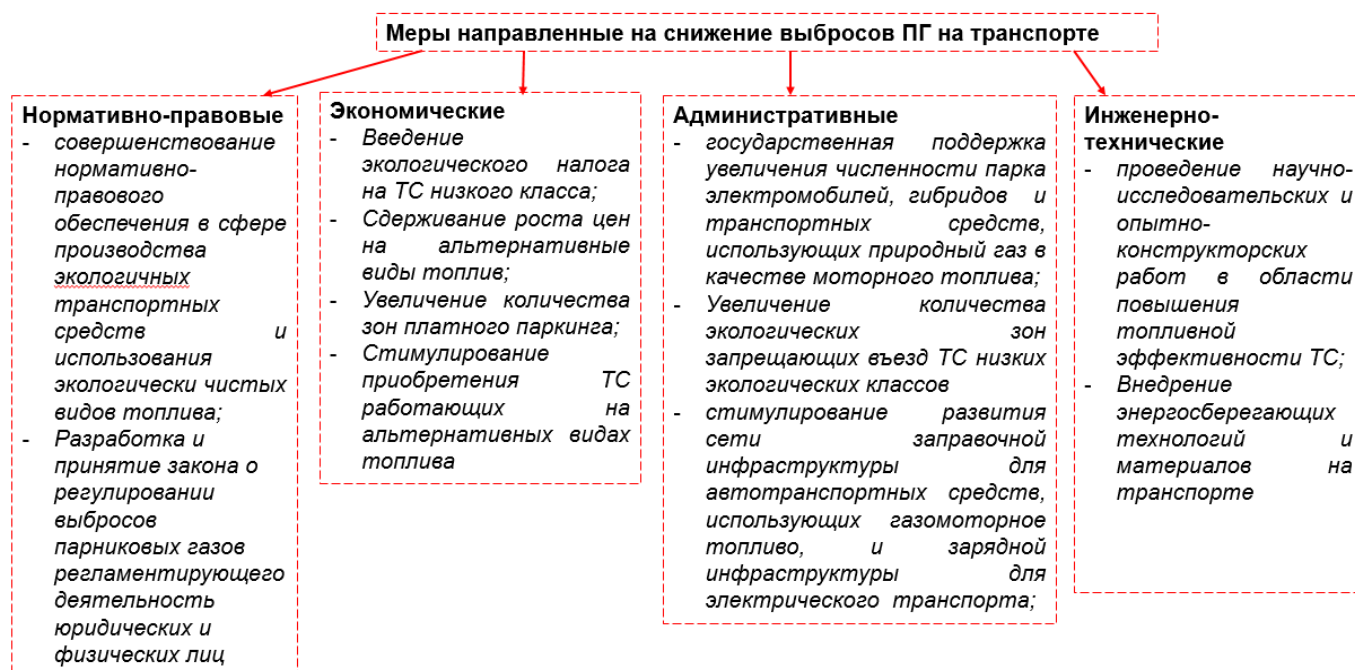 Меры направленные на снижение выбросов ПГ на транспорте
Нормативно-правовые
- совершенствование
нормативно-
правового
обеспечения в сфере
производства
экологичных
транспортных
средств и
использования
экологически чистых
видов топлива;
- Разработка и
принятие закона о
регулировании
выбросов
парниковых газов
регламентирующего
деятельность
юридических и
физических лиц
Экономические
- Введение
экологического налога
на ТС низкого класса;
- Сдерживание роста цен
на альтернативные
виды топлив;
- Увеличение количества
зон платного паркинга;
- Стимулирование
приобретения ТС
работающих на
альтернативных видах
топлива
Административные
- государственная поддержка
увеличения численности парка
электромобилей, гибридов и
транспортных средств,
использующих природный газ в
качестве моторного топлива;
- Увеличение количества
экологических зон
запрещающих въезд ТС низких
экологических классов
- стимулирование развития
сети заправочной
инфраструктуры для
автотранспортных средств,
использующих газомоторное
топливо, и зарядной
инфраструктуры для
электрического транспорта;
Инженерно-
технические
- проведение научно-
исследовательских и
опытно-
конструкторских
работ в области
повышения
топливной
эффективности ТС;
- Внедрение
энергосберегающих
технологий и
материалов на
транспорте